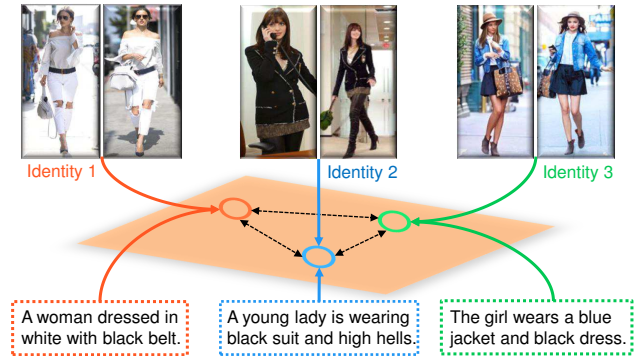 Identity 1
Identity 2
Identity 3
A woman dressed in
white with black belt.
A young lady is wearing
black suit and high hells.
The girl wears a blue
jacket and black dress.